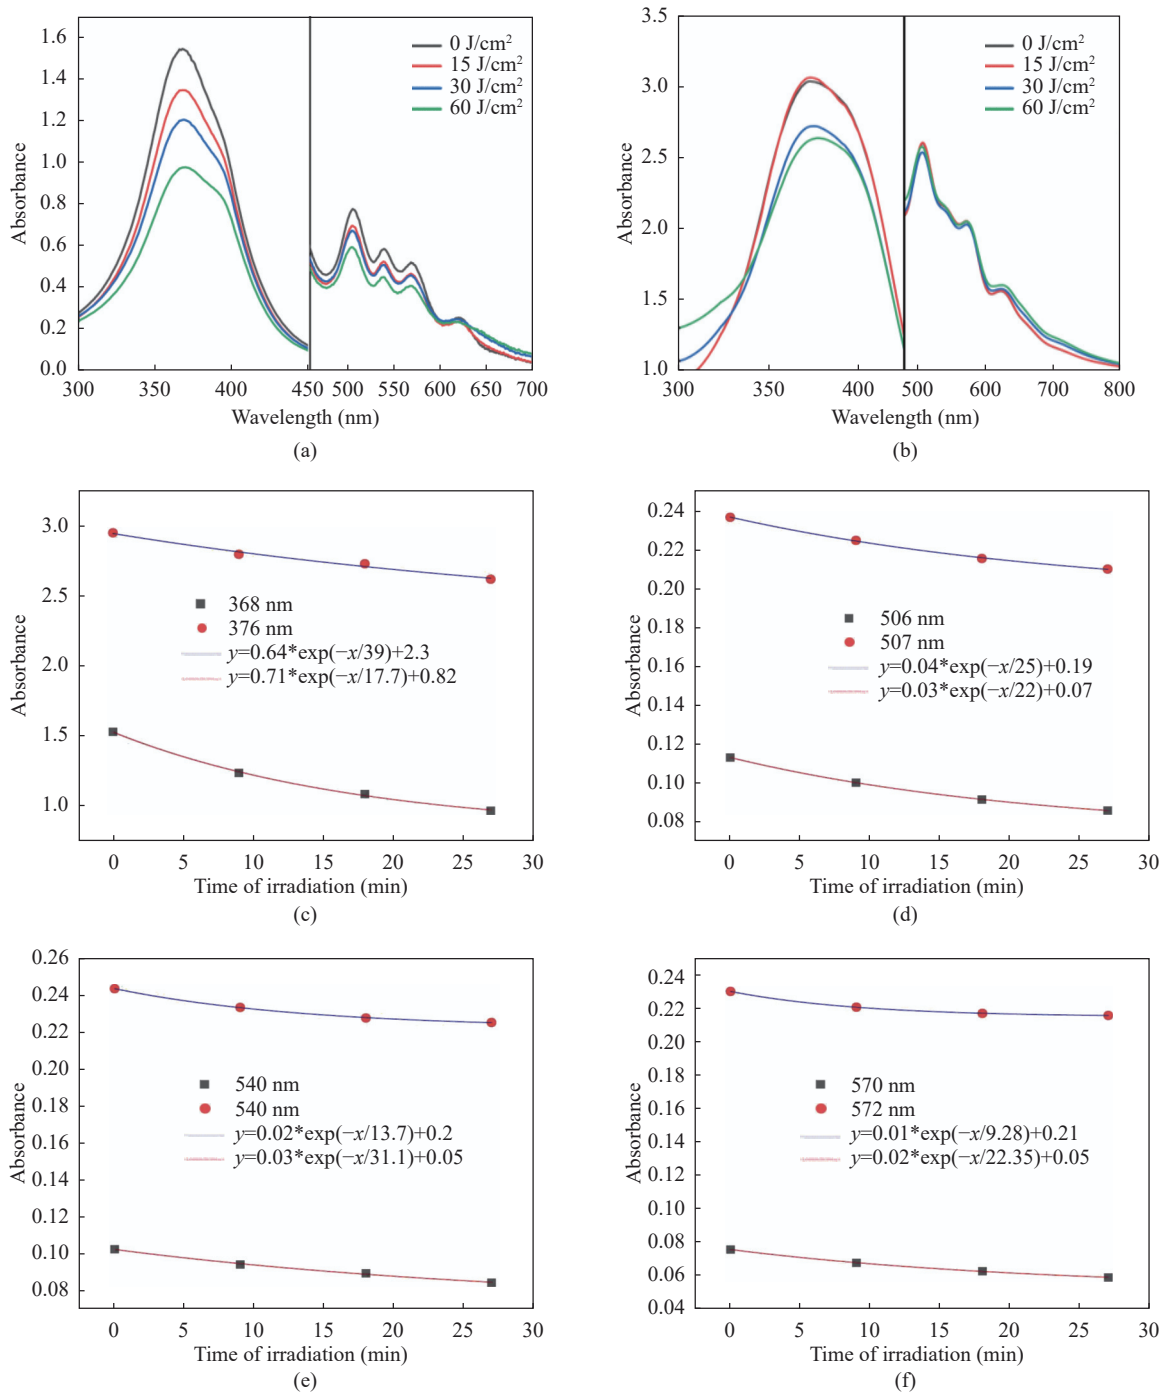 0 J/cm²
15 J/cm²
30 J/cm²
60 J/cm²
1.6
1.4
1.2
1.0
0.8
0.6
0.4
0.2
0.0
Absorbance
300 350 400 450 500 550 600 650 700
Wavelength (nm)
(a)
0 J/cm²
15 J/cm²
30 J/cm²
60 J/cm²
3.5
3.0
2.5
2.0
1.5
1.0
Absorbance
300 350 400 500 600 700 800
Wavelength (nm)
(b)
3.0
2.5
2.0
1.5
1.0
Absorbance
368 nm
376 nm
y=0.64*exp(−x/39)+2.3
y=0.71*exp(−x/17.7)+0.82
0 5 10 15 20 25 30
Time of irradiation (min)
(c)
0.24
0.22
0.20
0.18
0.16
0.14
0.12
0.10
0.08
Absorbance
506 nm
507 nm
y=0.04*exp(−x/25)+0.19
y=0.03*exp(−x/22)+0.07
0 5 10 15 20 25 30
Time of irradiation (min)
(d)
0.26
0.24
0.22
0.20
0.18
0.16
0.14
0.12
0.10
0.08
Absorbance
540 nm
540 nm
y=0.02*exp(−x/13.7)+0.2
y=0.03*exp(−x/31.1)+0.05
0 5 10 15 20 25 30
Time of irradiation (min)
(e)
0.24
0.22
0.20
0.18
0.16
0.14
0.12
0.10
0.08
0.06
0.04
Absorbance
570 nm
572 nm
y=0.01*exp(−x/9.28)+0.21
y=0.02*exp(−x/22.35)+0.05
0 5 10 15 20 25 30
Time of irradiation (min)
(f)